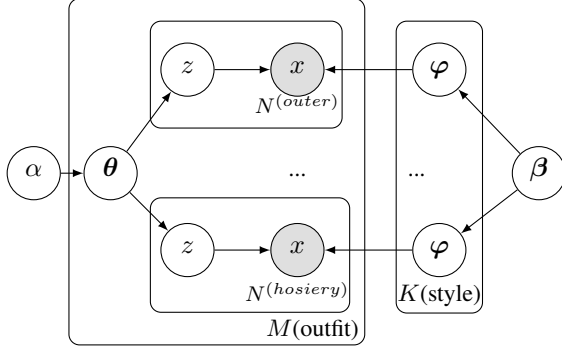 z x φ
N^(outer)
α θ ... ... β
z x φ
N^(hosiery) K(style)
M(outfit)